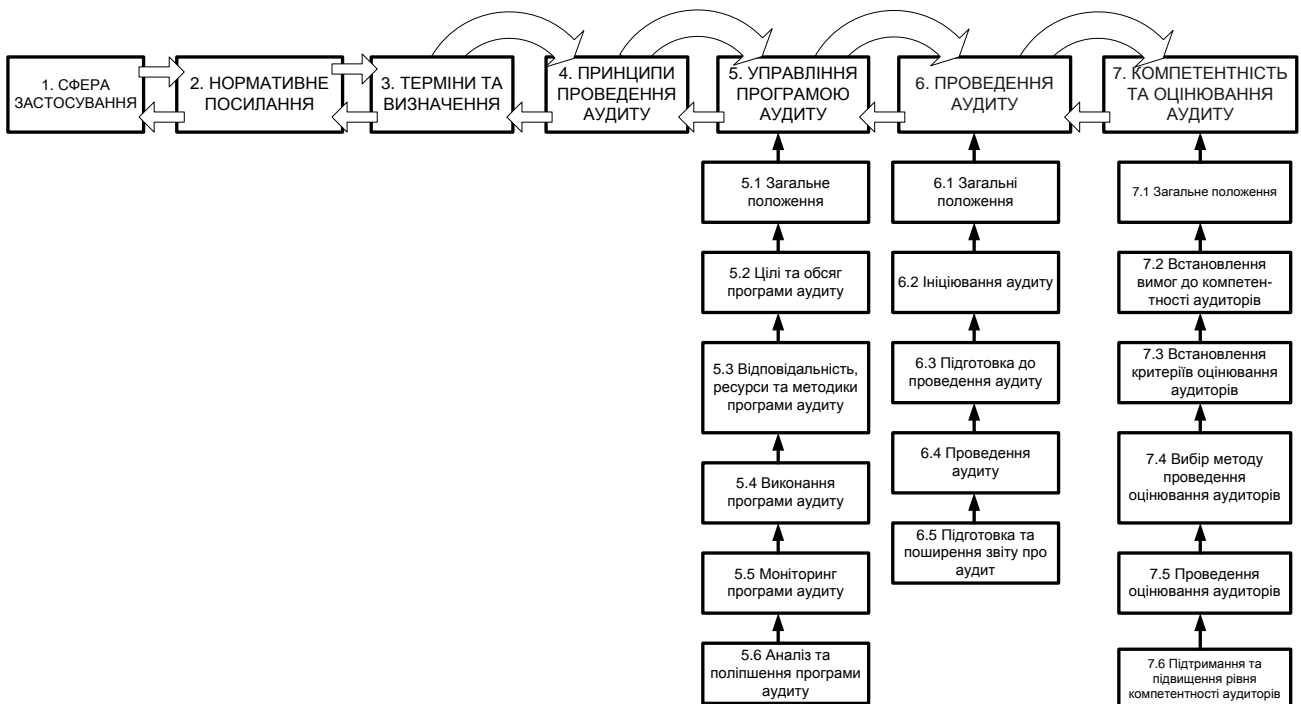 1. СФЕРА
ЗАСТОСУВАННЯ
2. НОРМАТИВНЕ
ПОСИЛАННЯ
3. ТЕРМІНИ ТА
ВИЗНАЧЕННЯ
4. ПРИНЦИПИ
ПРОВЕДЕННЯ
АУДИТУ
5. УПРАВЛІННЯ
ПРОГРАМОЮ
АУДИТУ
6. ПРОВЕДЕННЯ
АУДИТУ
7. КОМПЕТЕНТНІСТЬ
ТА ОЦІНЮВАННЯ
АУДИТУ
5.1 Загальне
положення
5.2 Цілі та обсяг
програми аудиту
5.3 Відповідальність,
ресурси та методики
програми аудиту
5.4 Виконання
програми аудиту
5.5 Моніторинг
програми аудиту
5.6 Аналіз та
поліпшення програми
аудиту
6.1 Загальні
положення
6.2 Ініціювання аудиту
6.3 Підготовка до
проведення аудиту
6.4 Проведення
аудиту
6.5 Підготовка та
поширення звіту про
аудит
7.1 Загальне положення
7.2 Встановлення
вимог до компетен-
тності аудиторів
7.3 Встановлення
критеріїв оцінювання
аудиторів
7.4 Вибір методу
проведення
оцінювання аудиторів
7.5 Проведення
оцінювання аудиторів
7.6 Підтримання та
підвищення рівня
компетентності аудиторів